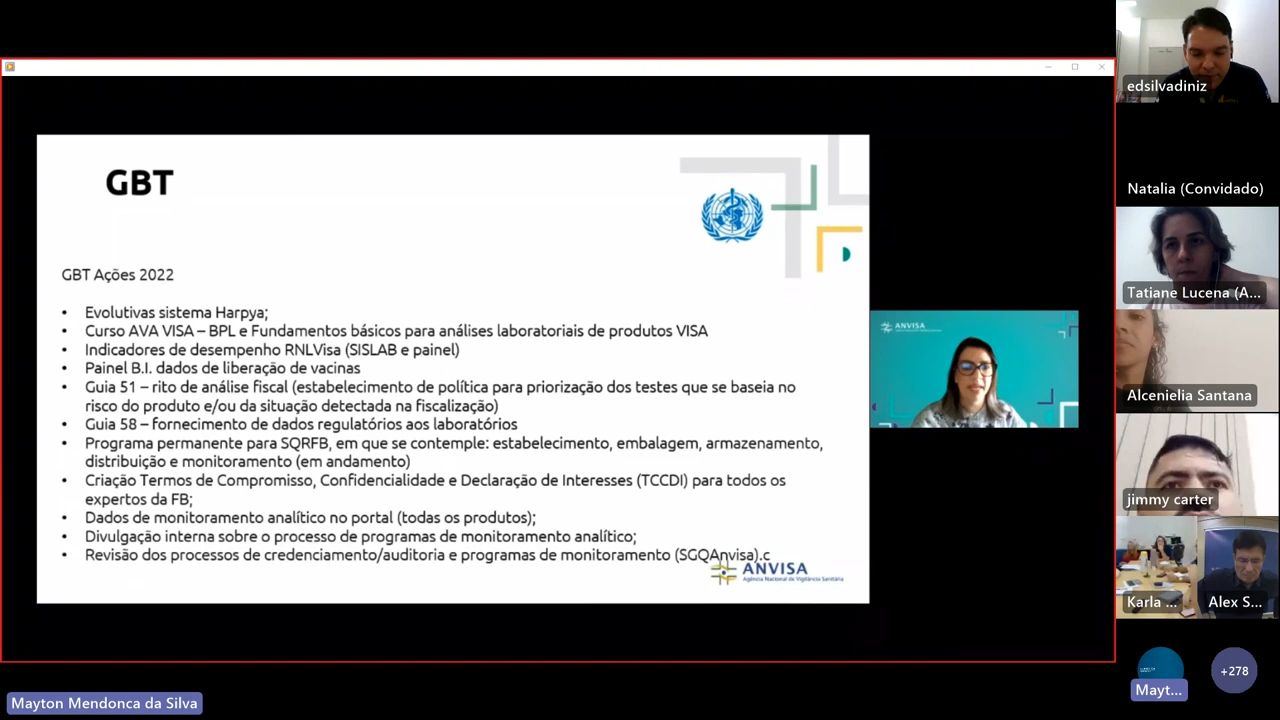 GBT
GBT Ações 2022
• Evolutivas sistema Harpya;
• Curso AVA VISA – BPL e Fundamentos básicos para análises laboratoriais de produtos VISA
• Indicadores de desempenho RNLVisa (SISLAB e painel)
• Painel B.I. dados de liberação de vacinas
• Guia 51 – rito de análise fiscal (estabelecimento de política para priorização dos testes que se baseia no
risco do produto e/ou da situação detectada na fiscalização)
• Guia 58 – fornecimento de dados regulatórios aos laboratórios
• Programa permanente para SQRFB, em que se contemple: estabelecimento, embalagem, armazenamento,
distribuição e monitoramento (em andamento)
• Criação Termos de Compromisso, Confidencialidade e Declaração de Interesses (TCCDI) para todos os
expertos da FB;
• Dados de monitoramento analítico no portal (todas os produtos);
• Divulgação interna sobre o processo de programas de monitoramento analítico;
• Revisão dos processos de credenciamento/auditoria e programas de monitoramento (SGQAnvisa).c
ANVISA
Agência Nacional de Vigilância Sanitária
ANVISA
edsilvadiniz
Natalia (Convidado)
Tatiane Lucena (A...
Alcenielia Santana
jimmy carter
Karla ...
Alex S...
Mayt...
+278
Mayton Mendonca da Silva